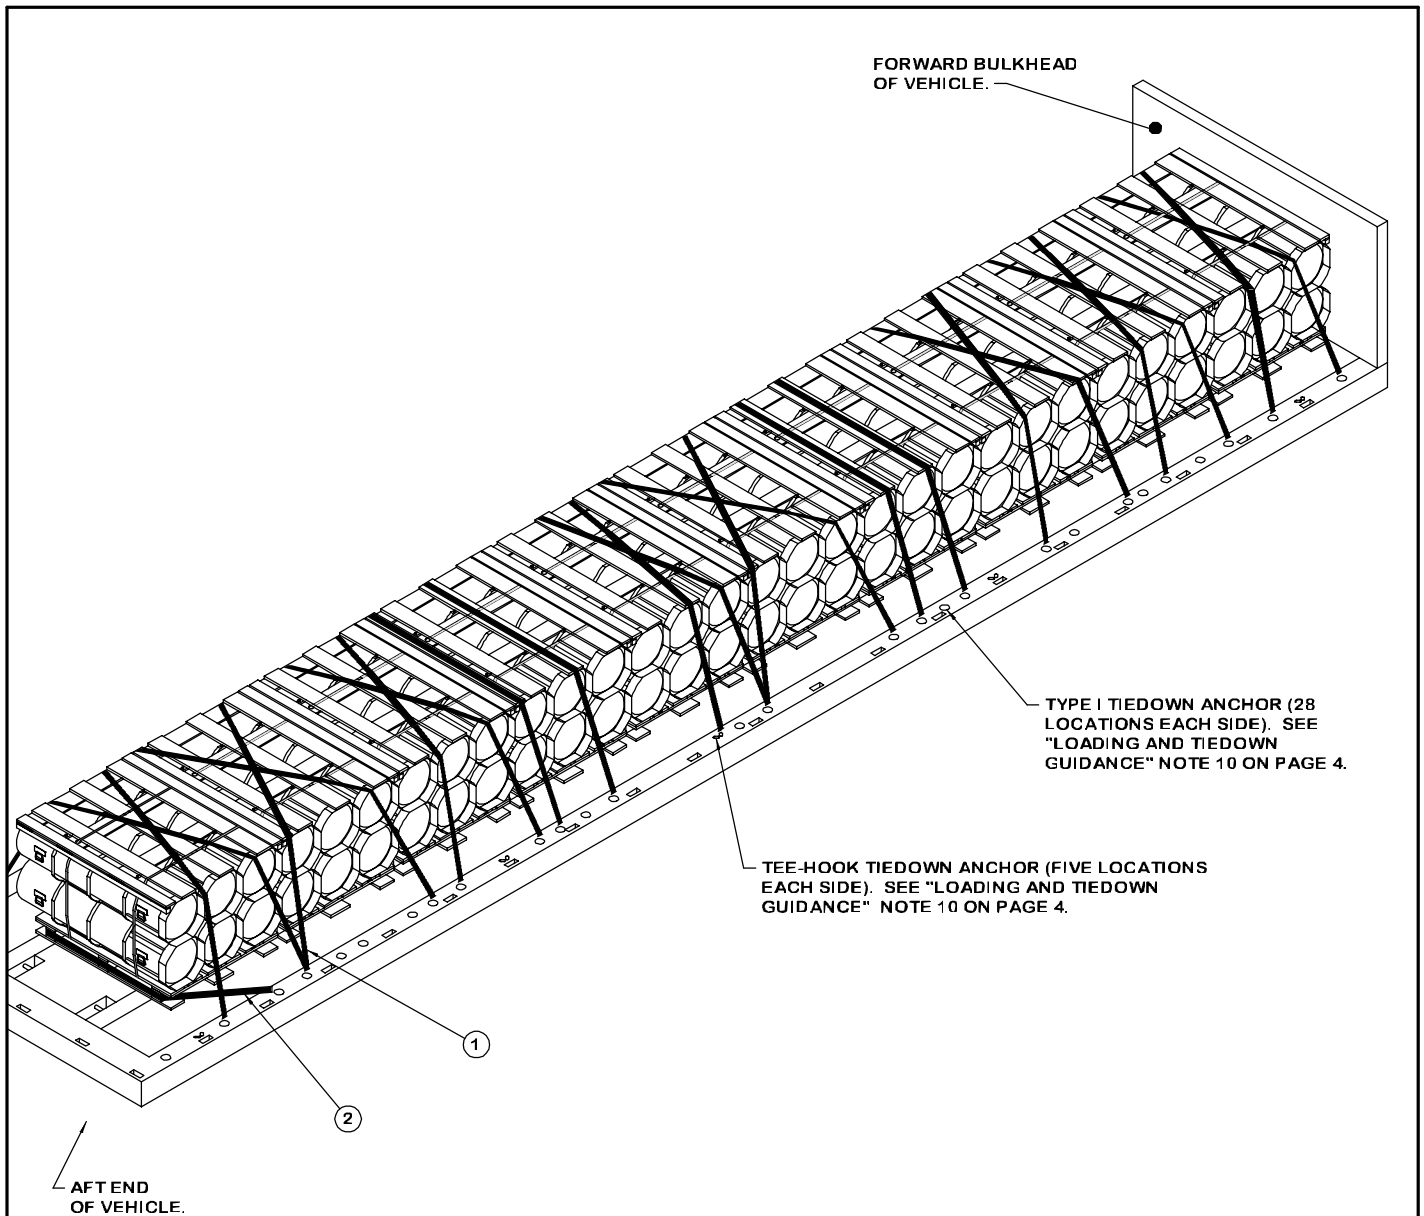 FORWARD BULKHEAD
OF VEHICLE.
TYPE I TIEDOWN ANCHOR (28
LOCATIONS EACH SIDE). SEE
"LOADING AND TIEDOWN
GUIDANCE" NOTE 10 ON PAGE 4.
TEE-HOOK TIEDOWN ANCHOR (FIVE LOCATIONS
EACH SIDE). SEE "LOADING AND TIEDOWN
GUIDANCE" NOTE 10 ON PAGE 4.
1
2
AFT END
OF VEHICLE.